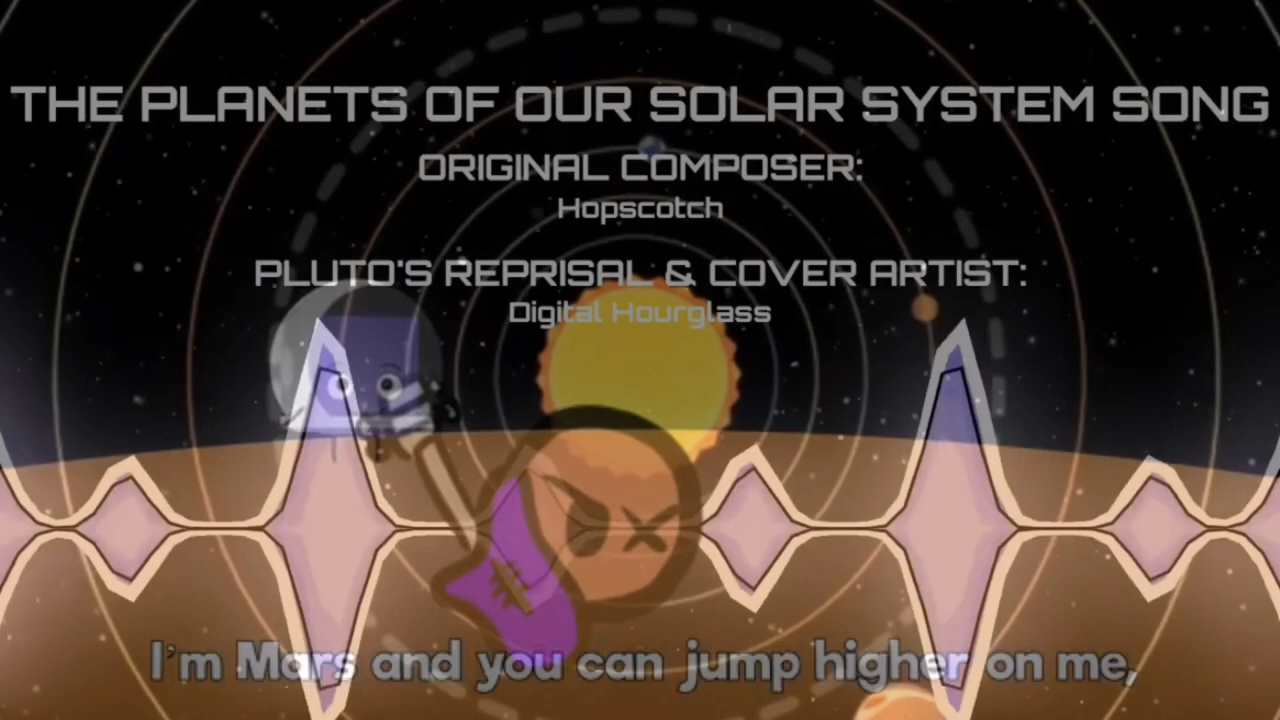 THE PLANETS OF OUR SOLAR SYSTEM SONG
ORIGINAL COMPOSER:
Hopscotch
PLUTO'S REPRISAL & COVER ARTIST:
Digital Hourglass
I'm Mars and you can jump higher on me,